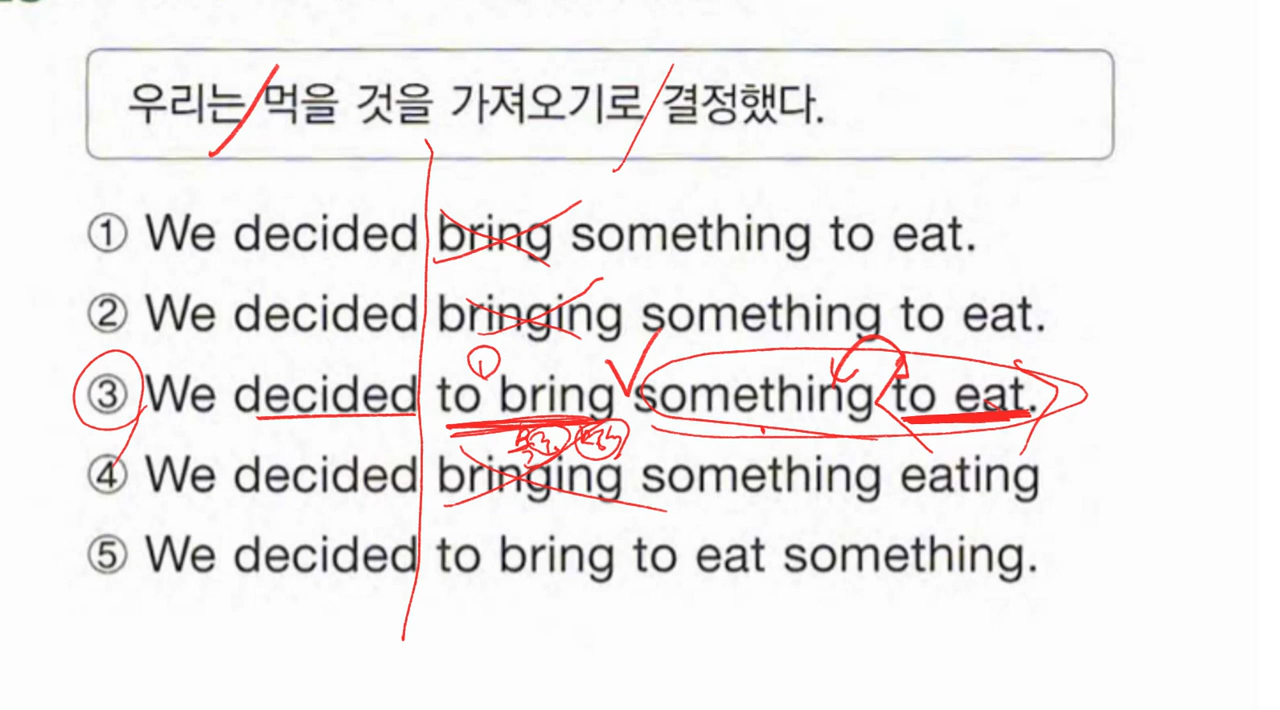 우리는 먹을 것을 가져오기로 결정했다.
① We decided bring something to eat.
② We decided bringing something to eat.
①
③ We decided to bring something to eat.
④ We decided bringing something eating
⑤ We decided to bring to eat something.